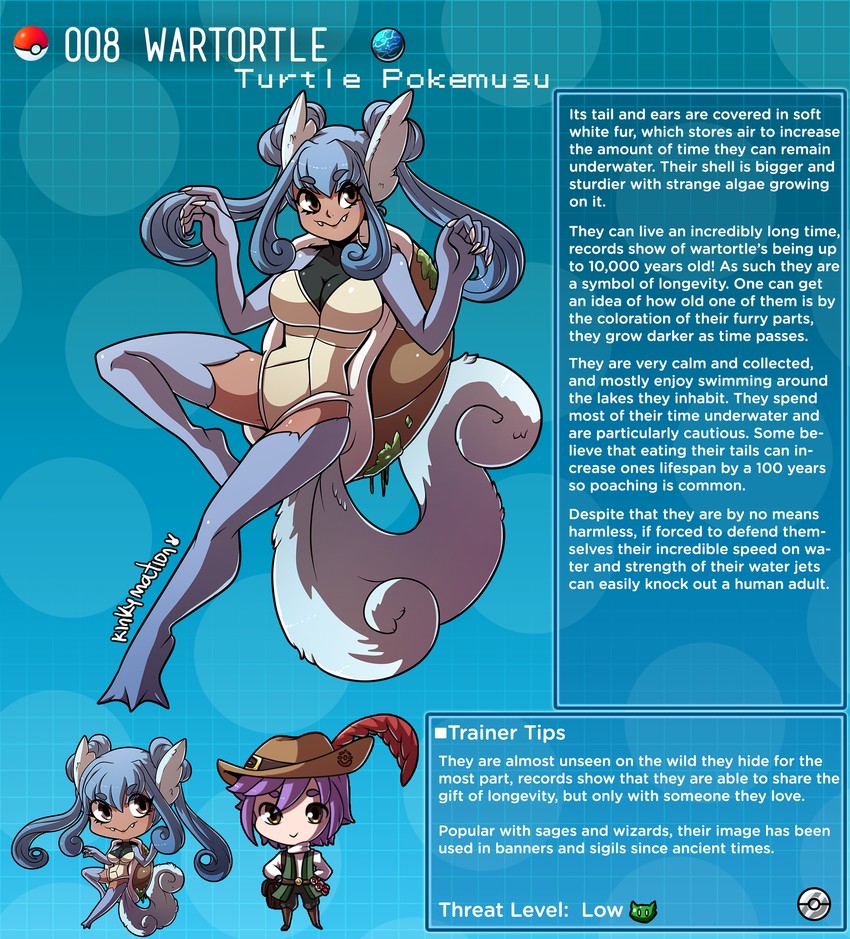 008 WARTORTLE
Turtle Pokemusu
Its tail and ears are covered in soft
white fur, which stores air to increase
the amount of time they can remain
underwater. Their shell is bigger and
sturdier with strange algae growing
on it.
They can live an incredibly long time,
records show of wartortle's being up
to 10,000 years old! As such they are
a symbol of longevity. One can get
an idea of how old one of them is by
the coloration of their furry parts,
they grow darker as time passes.
They are very calm and collected,
and mostly enjoy swimming around
the lakes they inhabit. They spend
most of their time underwater and
are particularly cautious. Some be-
lieve that eating their tails can in-
crease ones lifespan by a 100 years
so poaching is common.
Despite that they are by no means
harmless, if forced to defend them-
selves their incredible speed on wa-
ter and strength of their water jets
can easily knock out a human adult.
kinkymation
Trainer Tips
They are almost unseen on the wild they hide for the
most part, records show that they are able to share the
gift of longevity, but only with someone they love.
Popular with sages and wizards, their image has been
used in banners and sigils since ancient times.
Threat Level: Low